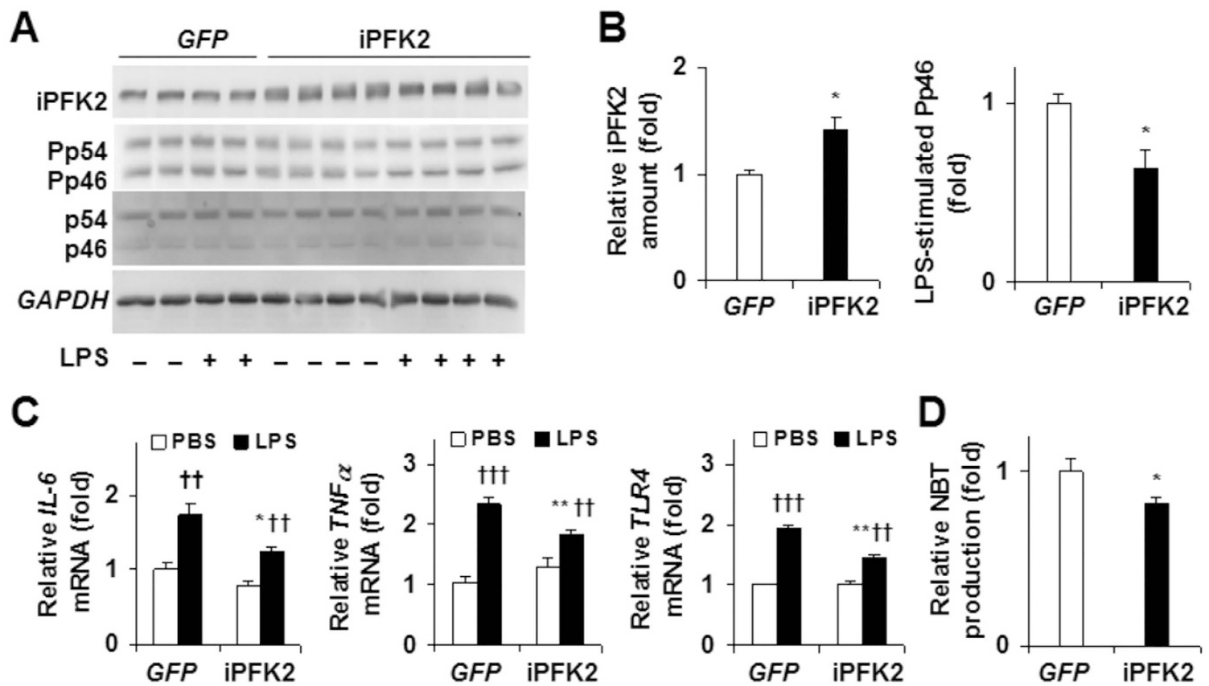 A
GFP iPFK2
iPFK2
Pp54
Pp46
p54
p46
GAPDH
LPS – – + + – – – – + + + +
B
Relative iPFK2
amount (fold)
2
1
0
*
GFP iPFK2
LPS-stimulated Pp46
(fold)
1
0
*
GFP iPFK2
C
Relative IL-6
mRNA (fold)
PBS LPS
2
1
0
††
*††
GFP iPFK2
Relative TNFα
mRNA (fold)
PBS LPS
3
2
1
0
†††
**††
GFP iPFK2
Relative TLR4
mRNA (fold)
PBS LPS
3
2
1
0
†††
**††
GFP iPFK2
D
Relative NBT
production (fold)
1
0
*
GFP iPFK2